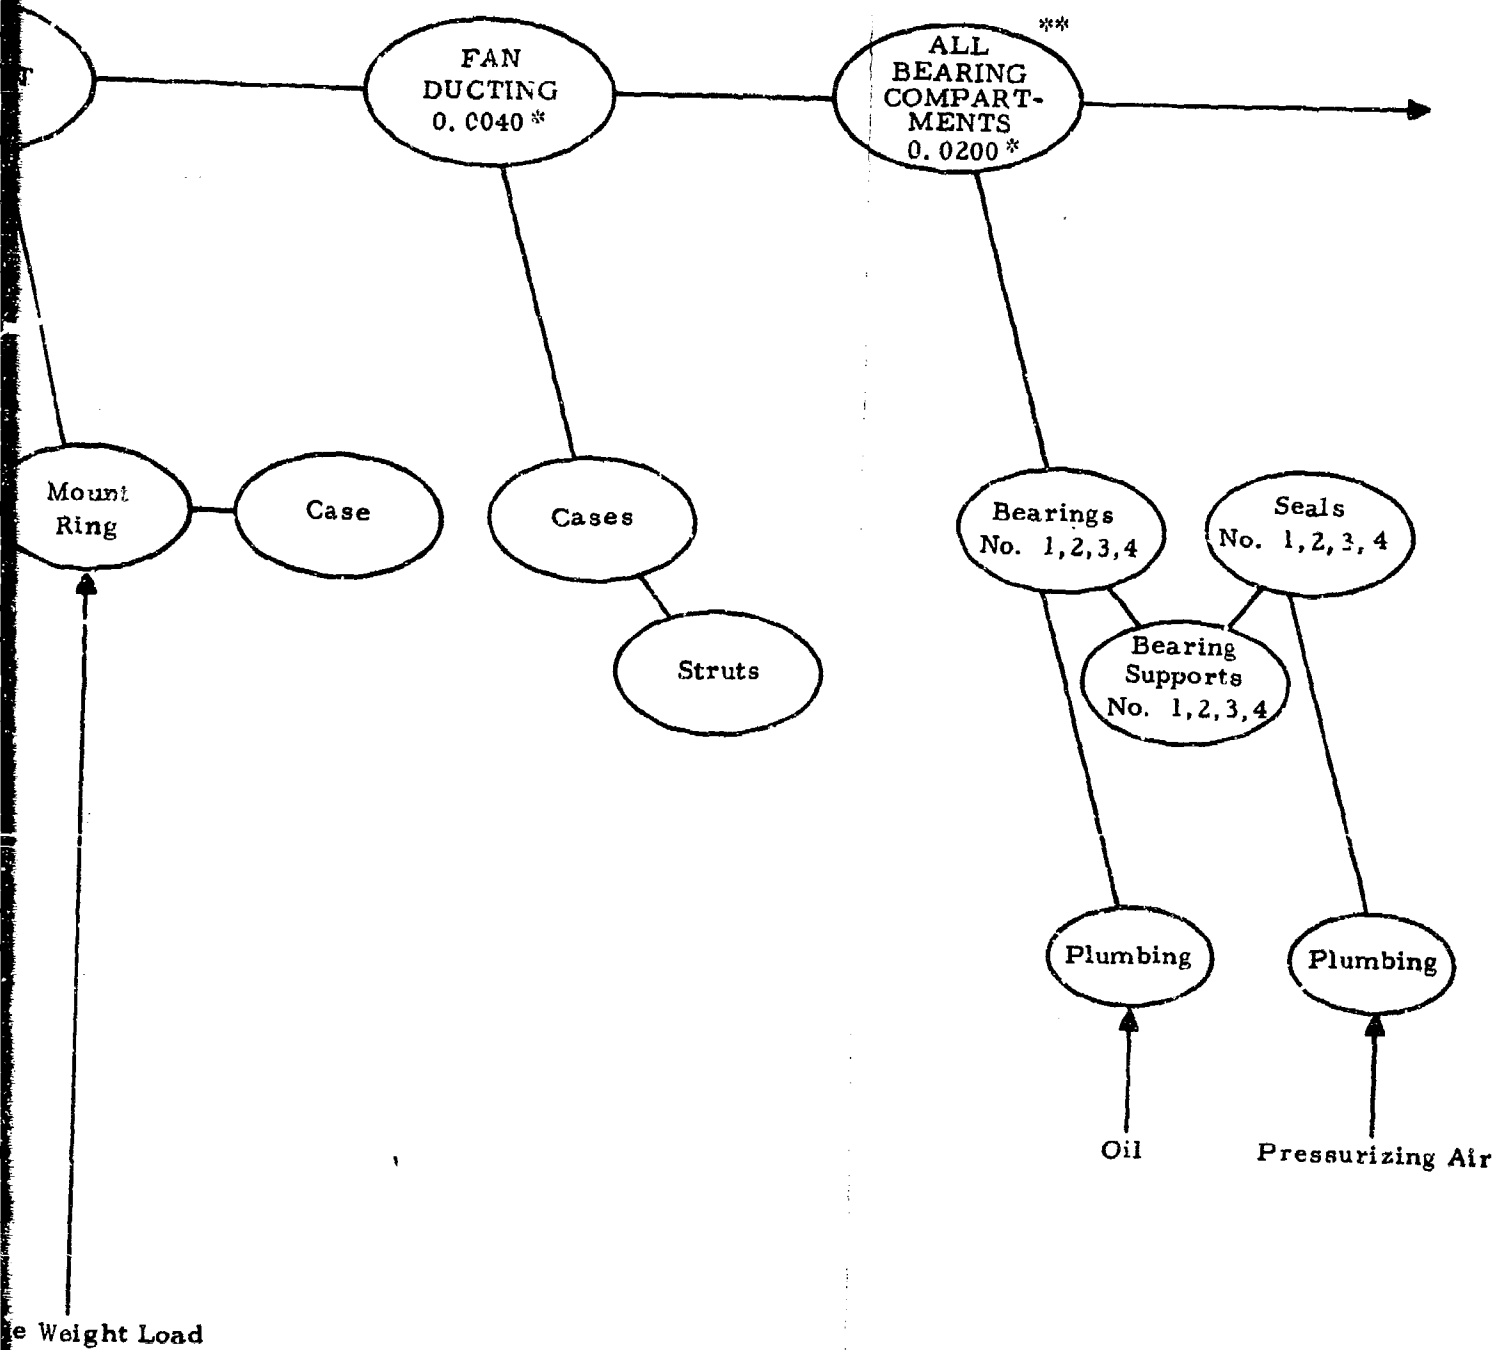 T
FAN
DUCTING
0.0040 *
**
ALL
BEARING
COMPART-
MENTS
0.0200 *
Mount
Ring
Case
Cases
Struts
Bearings
No. 1,2,3,4
Seals
No. 1,2,3,4
Bearing
Supports
No. 1,2,3,4
Plumbing
Plumbing
Oil
Pressurizing Air
e Weight Load